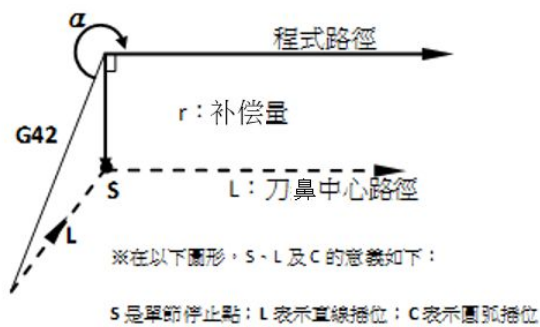 α
程式路徑
r：补偿量
G42
S
L：刀鼻中心路徑
L
※在以下圖形，S、L 及 C 的意義如下：
S 是單節停止點；L 表示直線插位；C 表示圓弧插位